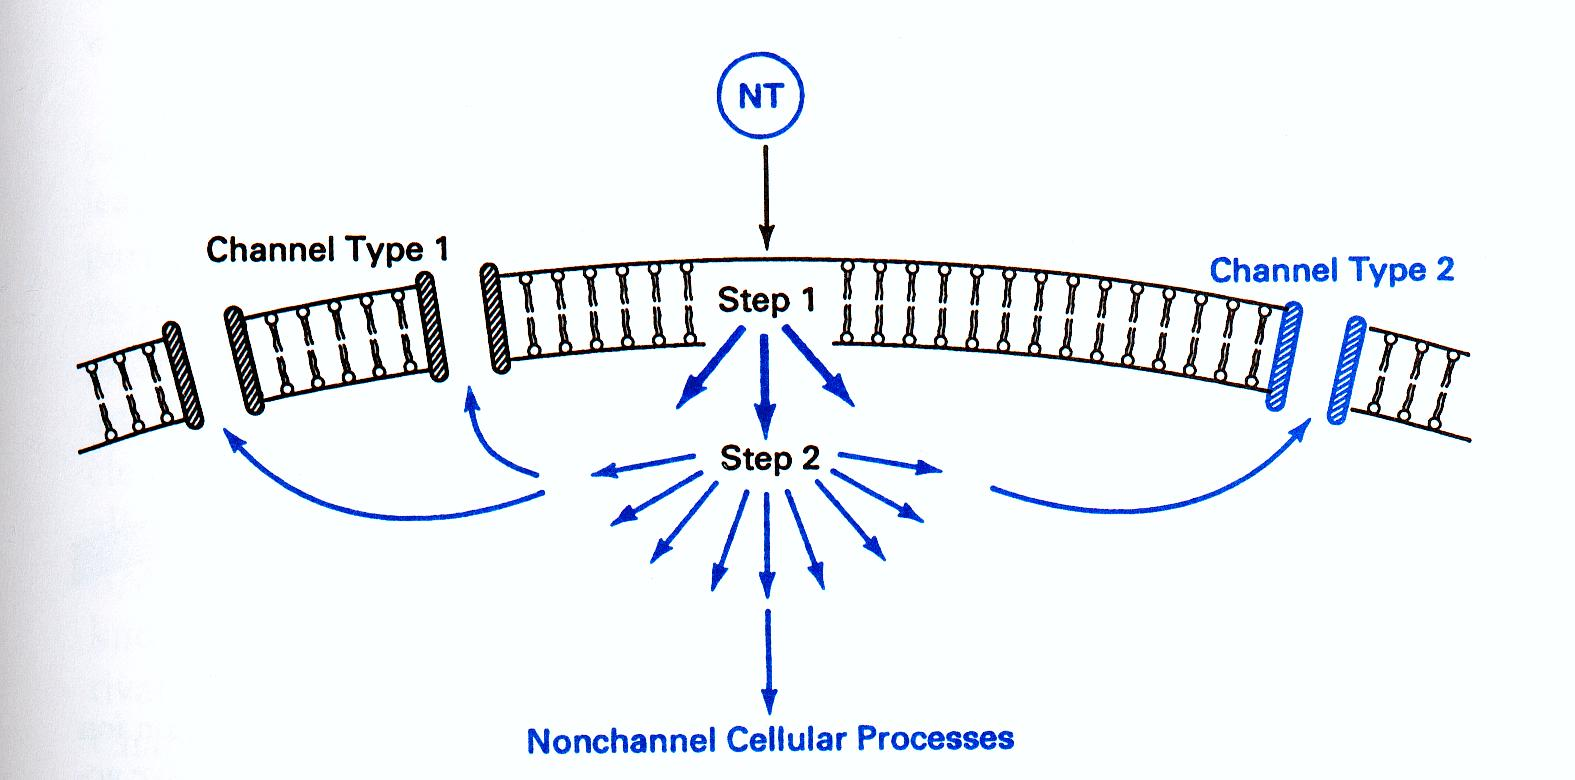 NT
Channel Type 1
Channel Type 2
Step 1
Step 2
Nonchannel Cellular Processes